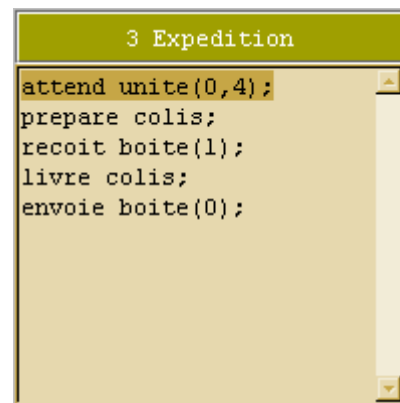 3 Expedition
attend unite(0,4);
prepare colis;
recoit boite(1);
livre colis;
envoie boite(0);